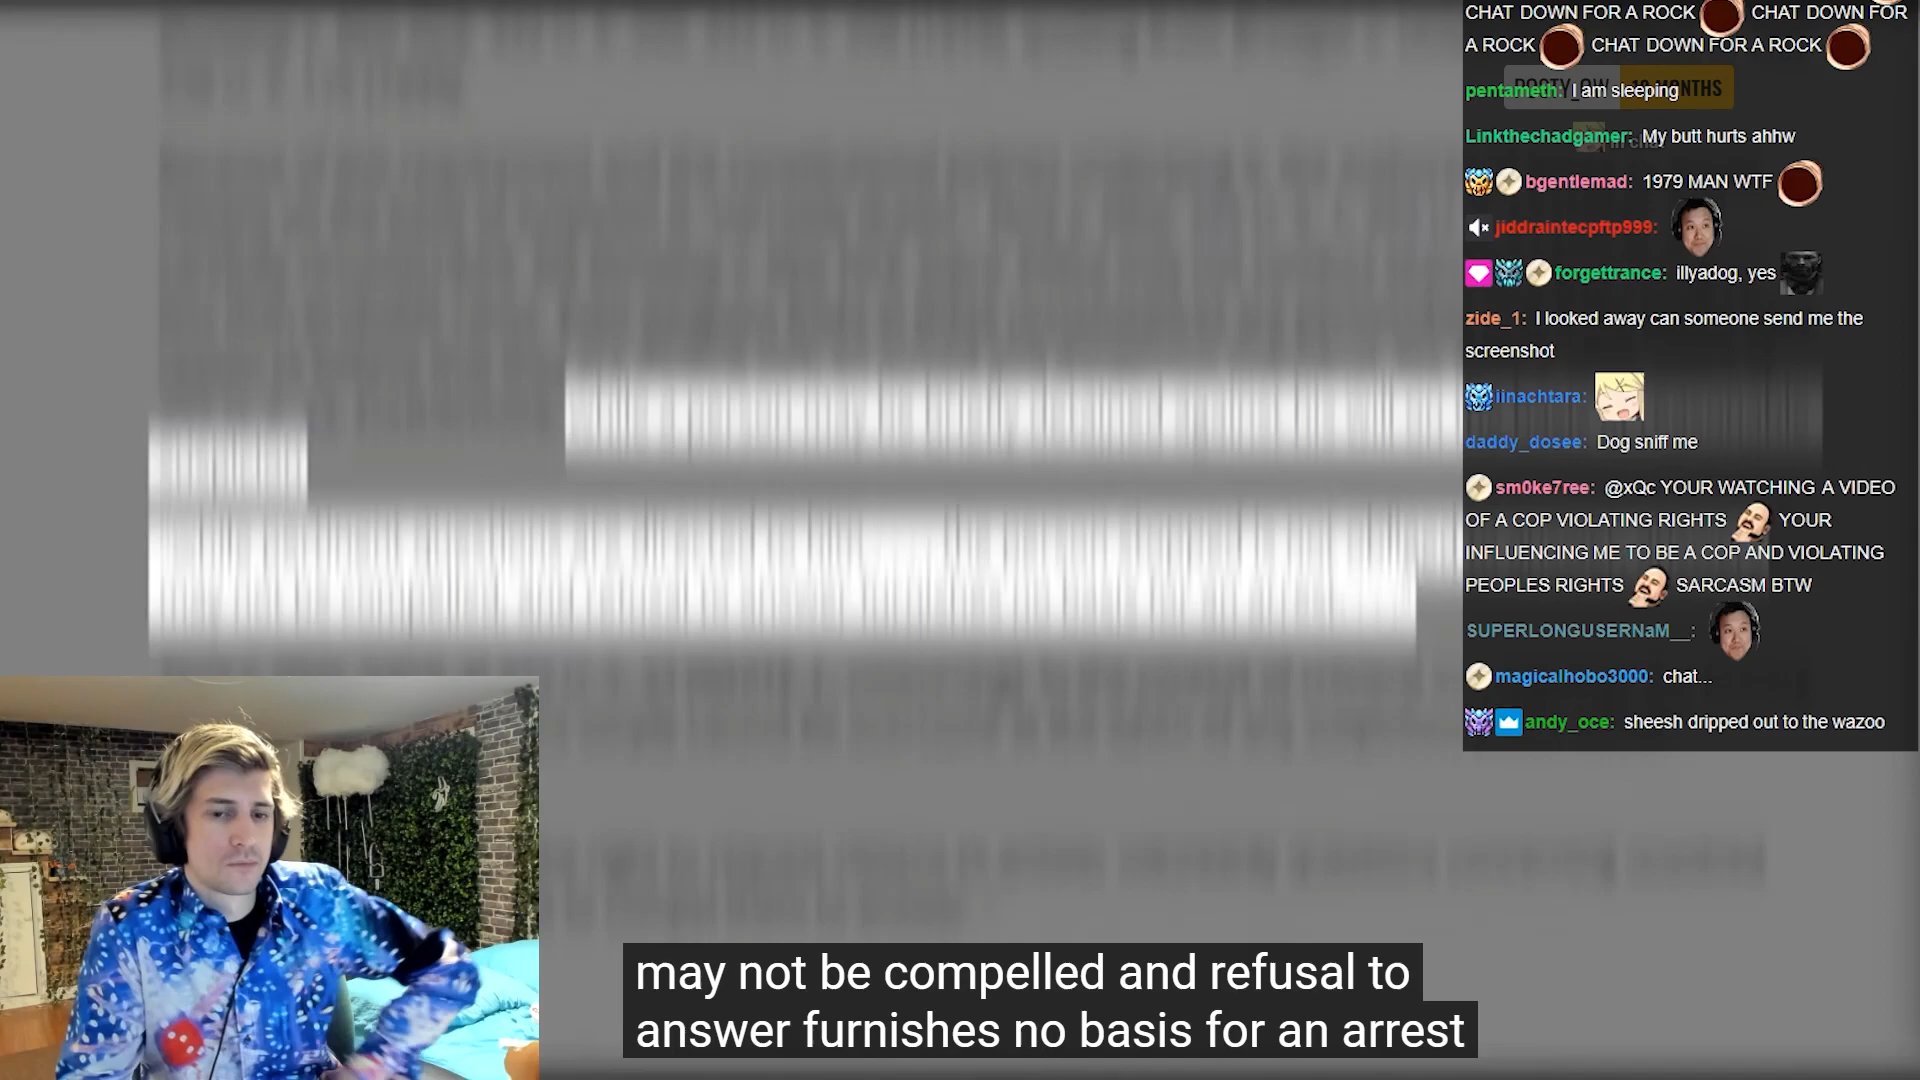 CHAT DOWN FOR A ROCK CHAT DOWN FOR
A ROCK CHAT DOWN FOR A ROCK
pentameth: I am sleeping
Linkthechadgamer: My butt hurts ahhw
bgentlemad: 1979 MAN WTF
jiddraintecpftp999:
forgettrance: illyadog, yes
zide_1: I looked away can someone send me the
screenshot
iinachtara:
daddy_dosee: Dog sniff me
sm0ke7ree: @xQc YOUR WATCHING A VIDEO
OF A COP VIOLATING RIGHTS YOUR
INFLUENCING ME TO BE A COP AND VIOLATING
PEOPLES RIGHTS SARCASM BTW
SUPERLONGUSERNaM__:
magicalhobo3000: chat...
andy_oce: sheesh dripped out to the wazoo
may not be compelled and refusal to
answer furnishes no basis for an arrest